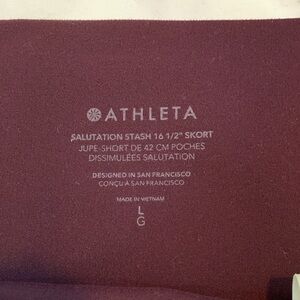 ATHLETA
SALUTATION STASH 16 1/2" SKORT
JUPE-SHORT DE 42 CM POCHES
DISSIMULÉES SALUTATION
DESIGNED IN SAN FRANCISCO
CONÇU À SAN FRANCISCO
MADE IN VIETNAM
L
G